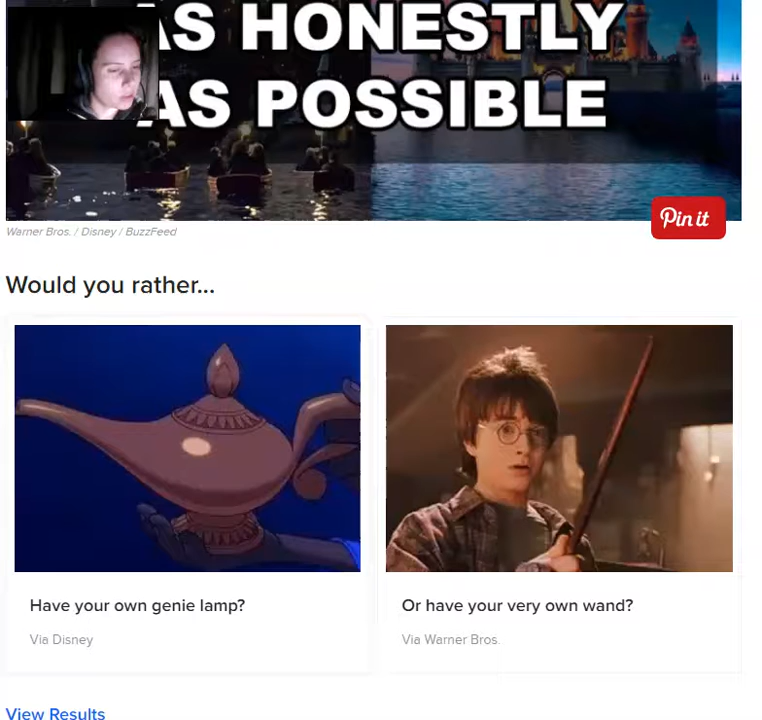 AS HONESTLY
AS POSSIBLE
Pin it
Warner Bros. / Disney / BuzzFeed
Would you rather...
Have your own genie lamp?
Or have your very own wand?
Via Disney
Via Warner Bros.
View Results